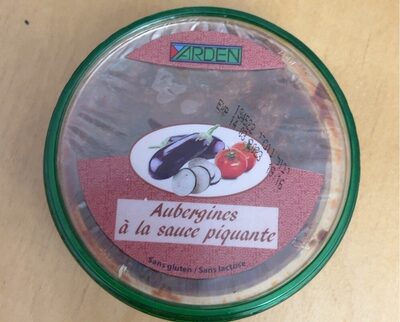 YARDEN
Aubergines
à la sauce piquante
Sans gluten / Sans lactose